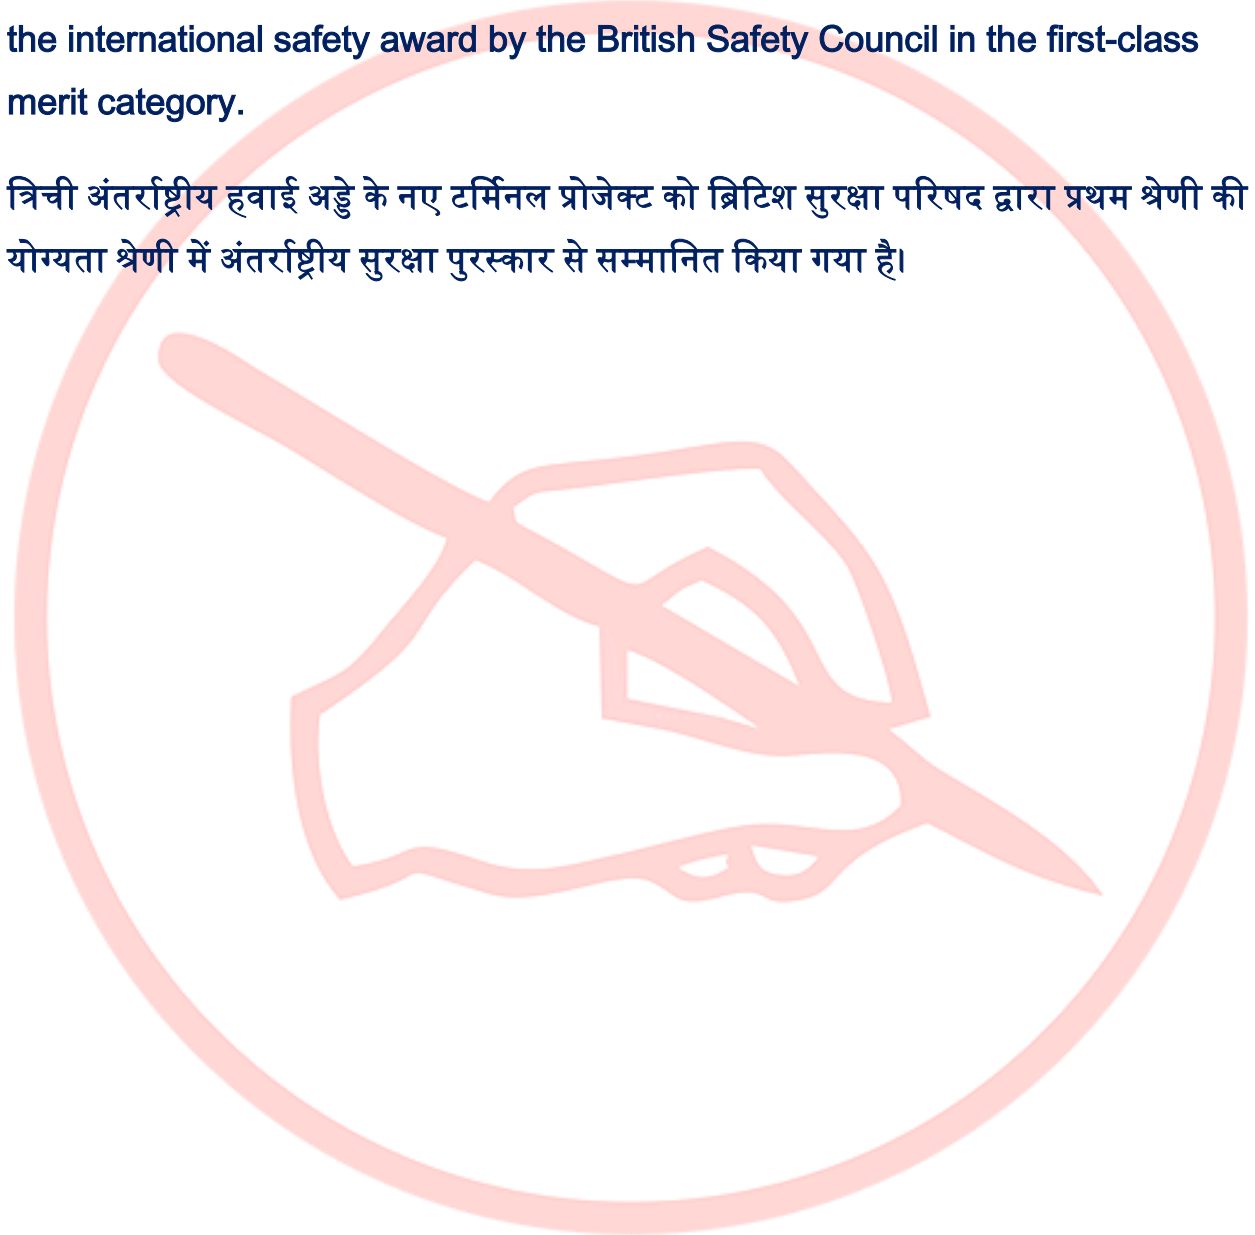 the international safety award by the British Safety Council in the first-class
merit category.
त्रिची अंतर्राष्ट्रीय हवाई अड्डे के नए टर्मिनल प्रोजेक्ट को ब्रिटिश सुरक्षा परिषद द्वारा प्रथम श्रेणी की
योग्यता श्रेणी में अंतर्राष्ट्रीय सुरक्षा पुरस्कार से सम्मानित किया गया है।